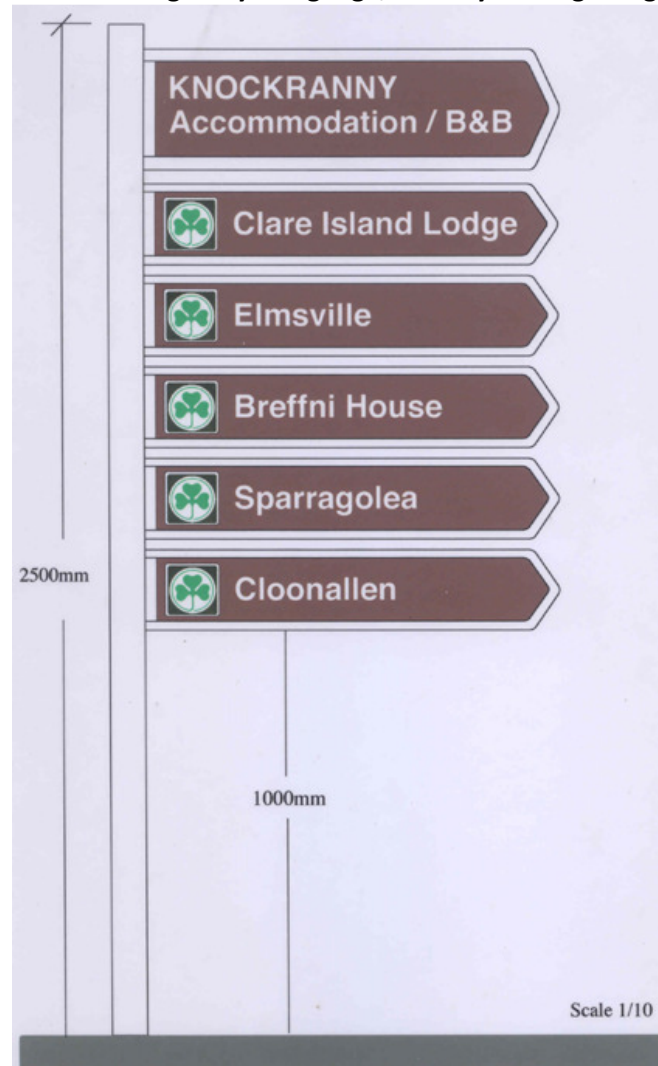 KNOCKRANNY
Accommodation / B&B
Clare Island Lodge
Elmsville
Breffni House
Sparragolea
Cloonallen
2500mm
1000mm
Scale 1/10